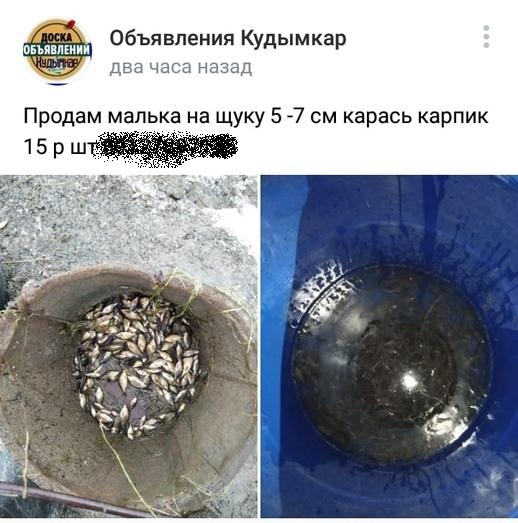 ДОСКА
ОБЪЯВЛЕНИЙ
Кудымкар
Объявления Кудымкар
два часа назад
Продам малька на щуку 5 -7 см карась карпик
15 р шт